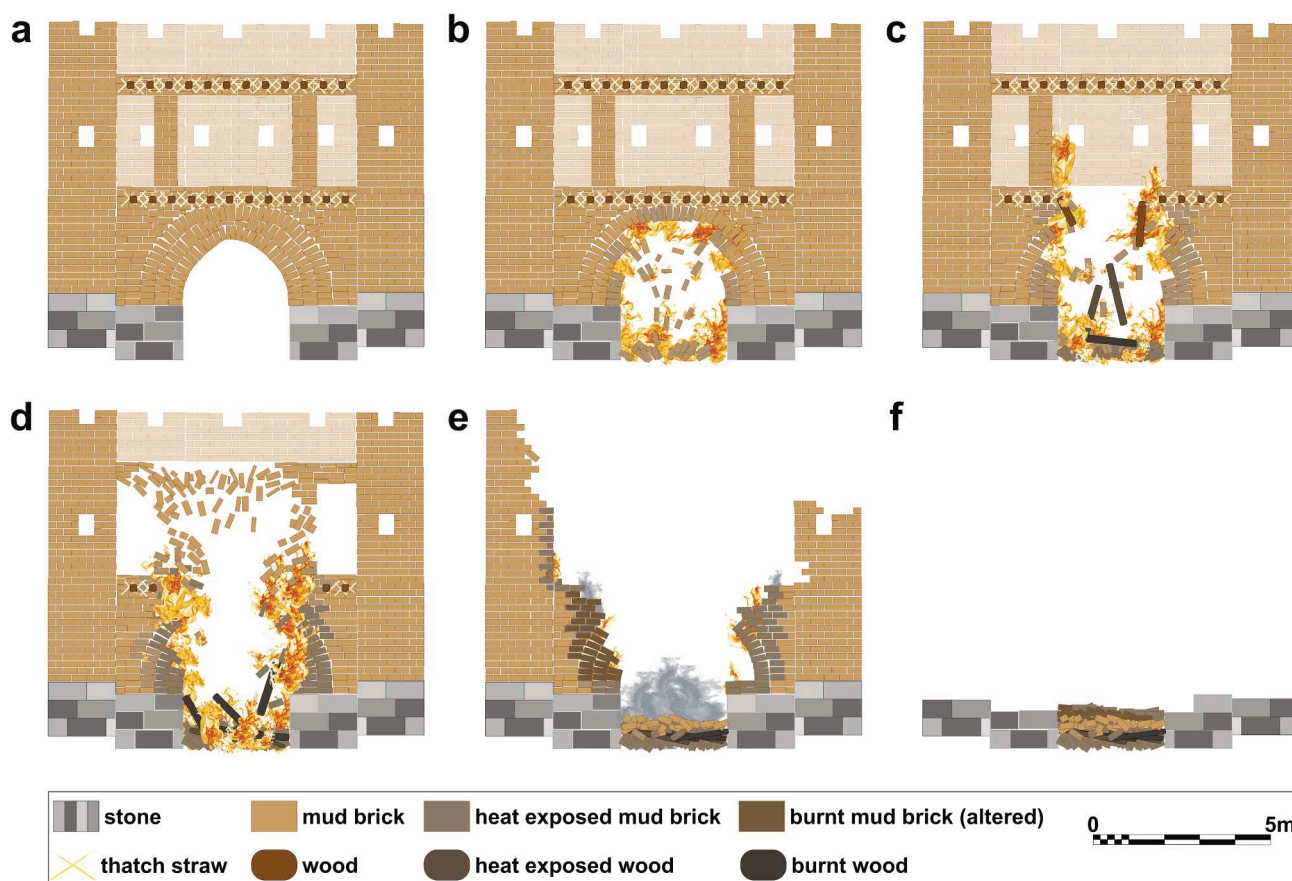 a
b
c
d
e
f
stone
mud brick
heat exposed mud brick
burnt mud brick (altered)
0
5m
thatch straw
wood
heat exposed wood
burnt wood